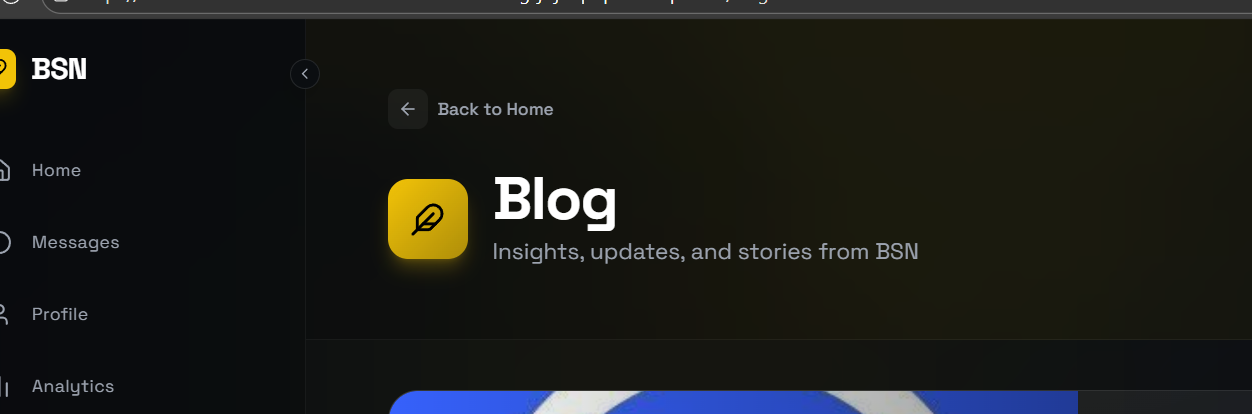 BSN
Back to Home
Home
Blog
Messages
Insights, updates, and stories from BSN
Profile
Analytics